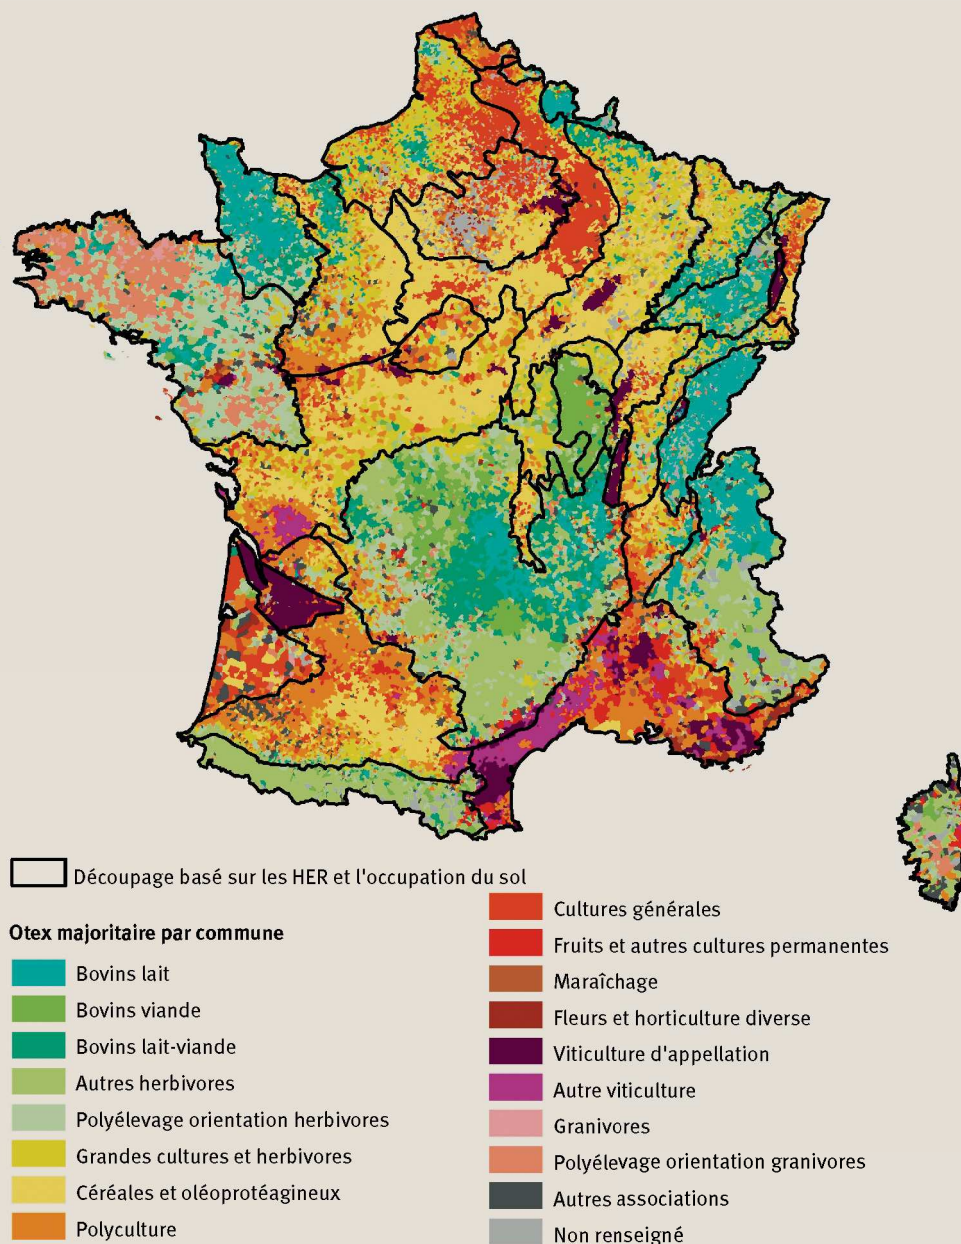 Découpage basé sur les HER et l'occupation du sol
Otex majoritaire par commune
Bovins lait
Bovins viande
Bovins lait-viande
Autres herbivores
Polyélevage orientation herbivores
Grandes cultures et herbivores
Céréales et oléoprotéagineux
Polyculture
Cultures générales
Fruits et autres cultures permanentes
Maraîchage
Fleurs et horticulture diverse
Viticulture d'appellation
Autre viticulture
Granivores
Polyélevage orientation granivores
Autres associations
Non renseigné